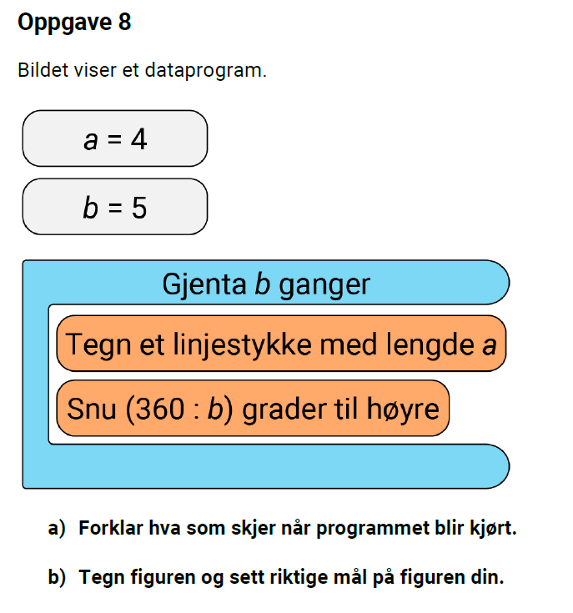 Oppgave 8
Bildet viser et dataprogram.
a = 4
b = 5
Gjenta b ganger
Tegn et linjestykke med lengde a
Snu (360 : b) grader til høyre
a) Forklar hva som skjer når programmet blir kjørt.
b) Tegn figuren og sett riktige mål på figuren din.